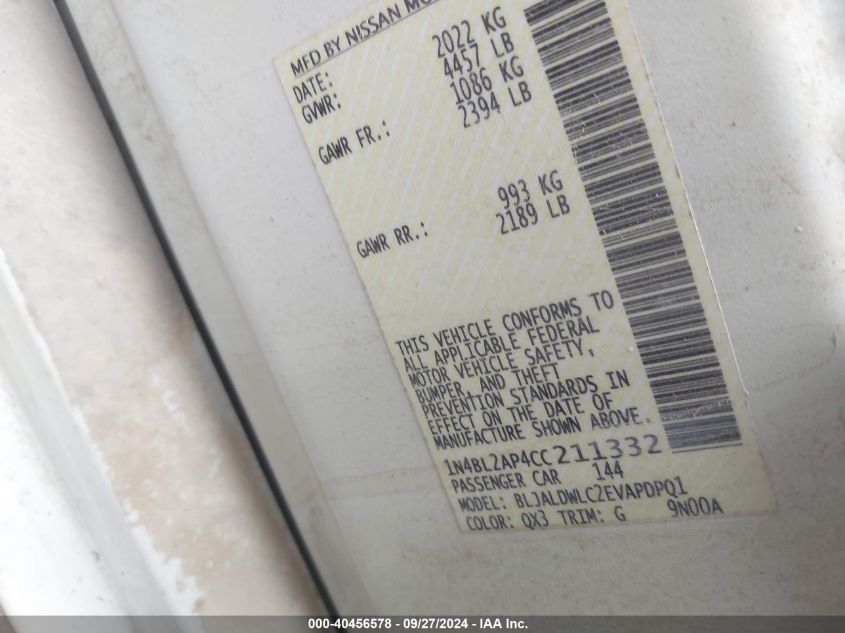 MFD BY NISSAN MO
DATE:
GVWR: 2022 KG
4457 LB
GAWR FR.: 1086 KG
2394 LB
GAWR RR.: 993 KG
2189 LB
THIS VEHICLE CONFORMS TO
ALL APPLICABLE FEDERAL
MOTOR VEHICLE SAFETY,
BUMPER, AND THEFT
PREVENTION STANDARDS IN
EFFECT ON THE DATE OF
MANUFACTURE SHOWN ABOVE.
1N4BL2AP4CC211332
PASSENGER CAR 144
MODEL: BLJALDWLC2EVAPDPQ1
COLOR: QX3 TRIM: G 9N00A
000-40456578 - 09/27/2024 - IAA Inc.